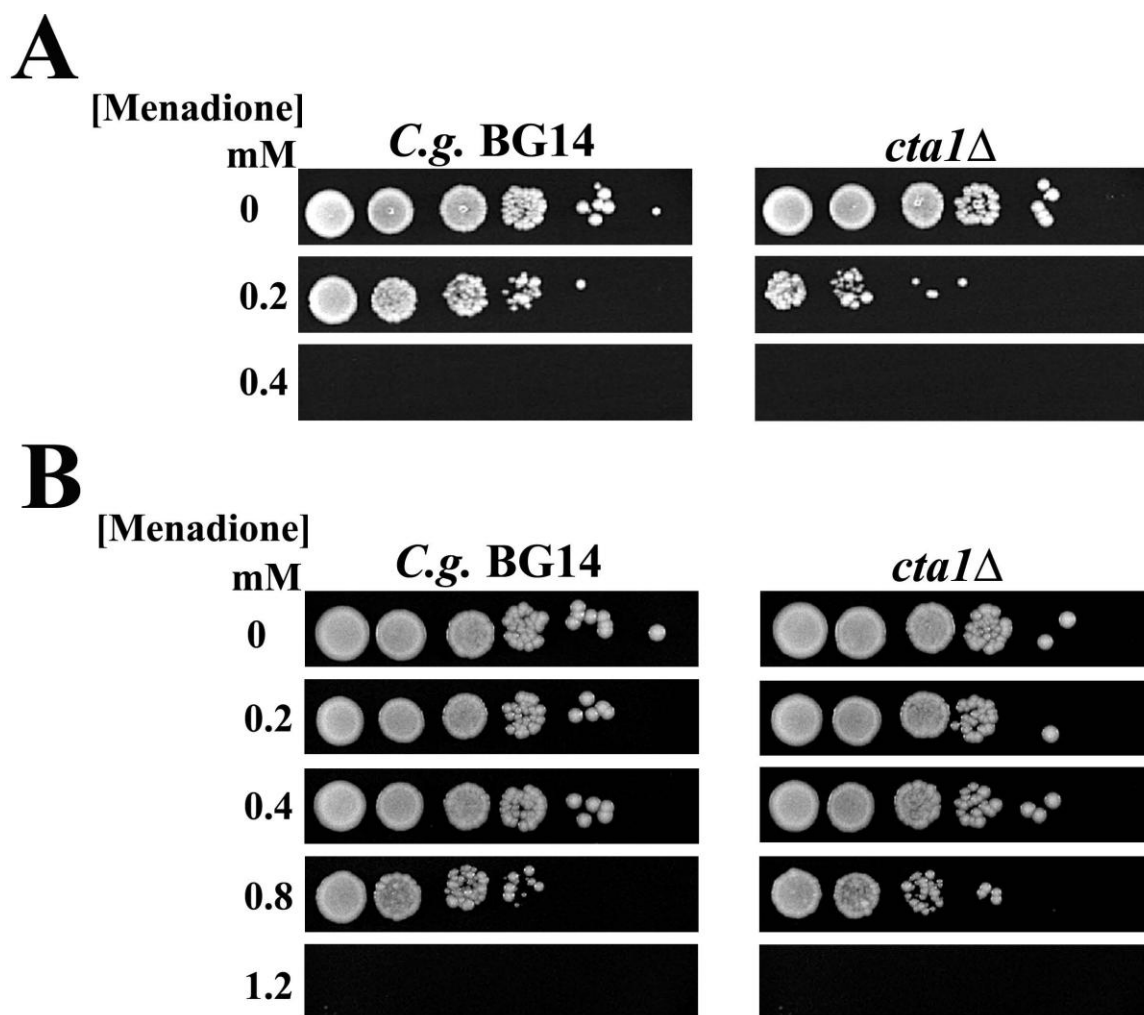 A
[Menadione]
mM
C.g. BG14
cta1Δ
0
0.2
0.4
B
[Menadione]
mM
C.g. BG14
cta1Δ
0
0.2
0.4
0.8
1.2